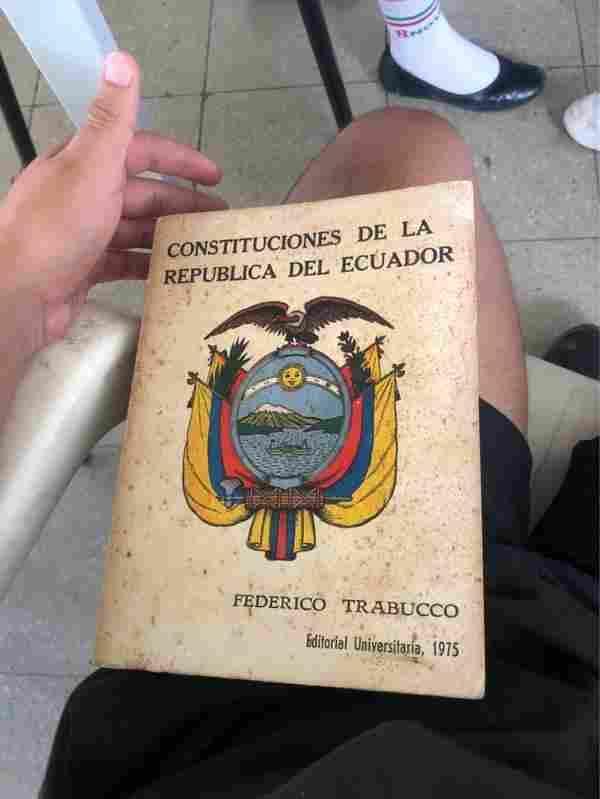 CONSTITUCIONES DE LA
REPUBLICA DEL ECUADOR
FEDERICO TRABUCCO
Editorial Universitaria, 1975